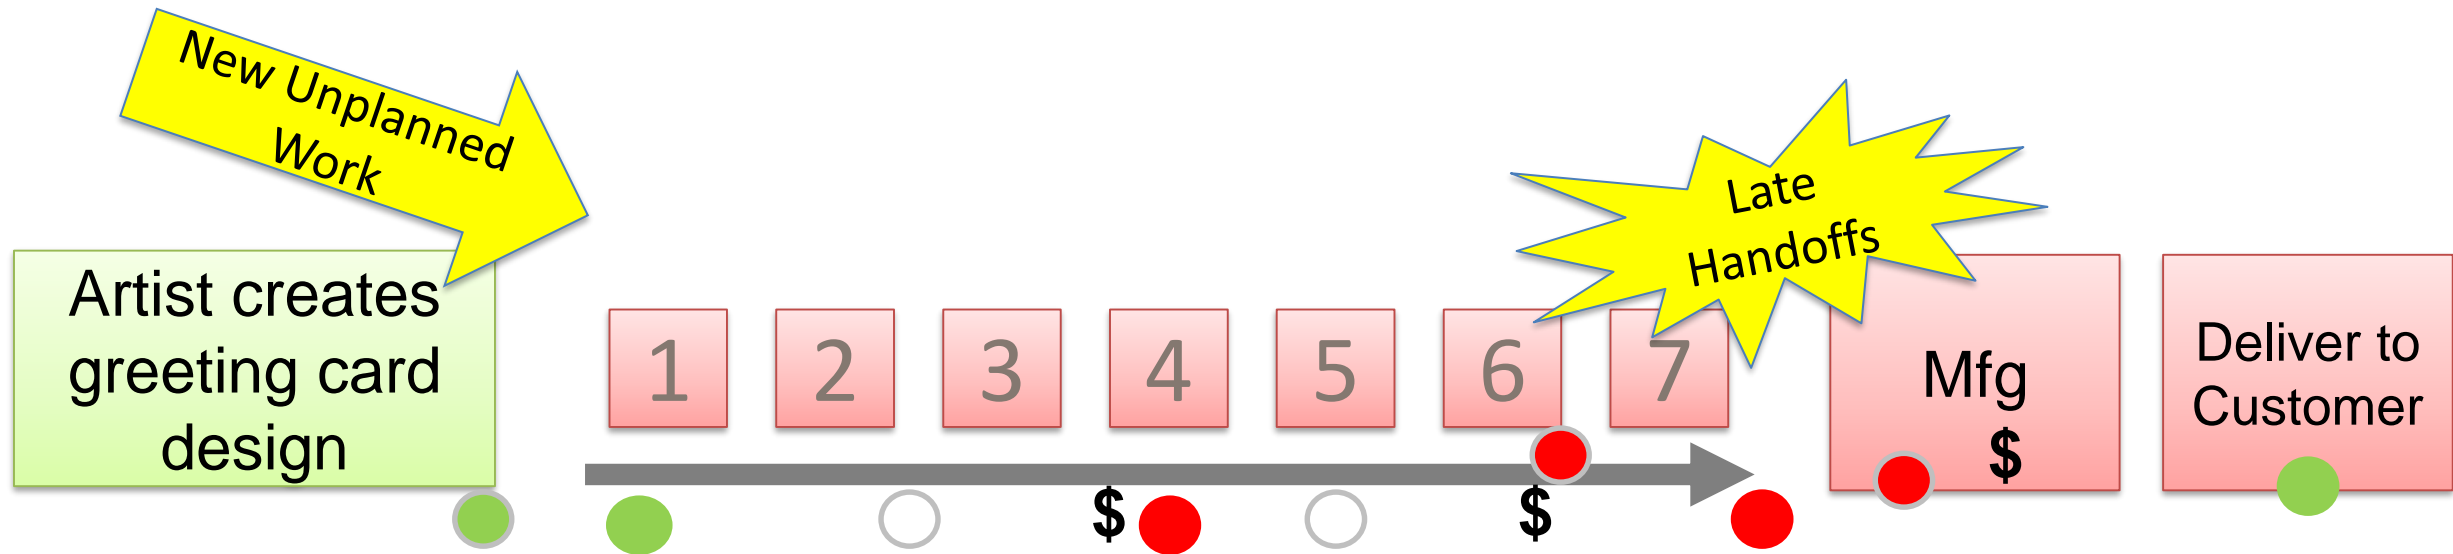 New Unplanned
Work
Late
Handoffs
Artist creates
greeting card
design
1 2 3 4 5 6 7
Mfg
$
Deliver to
Customer
$ $